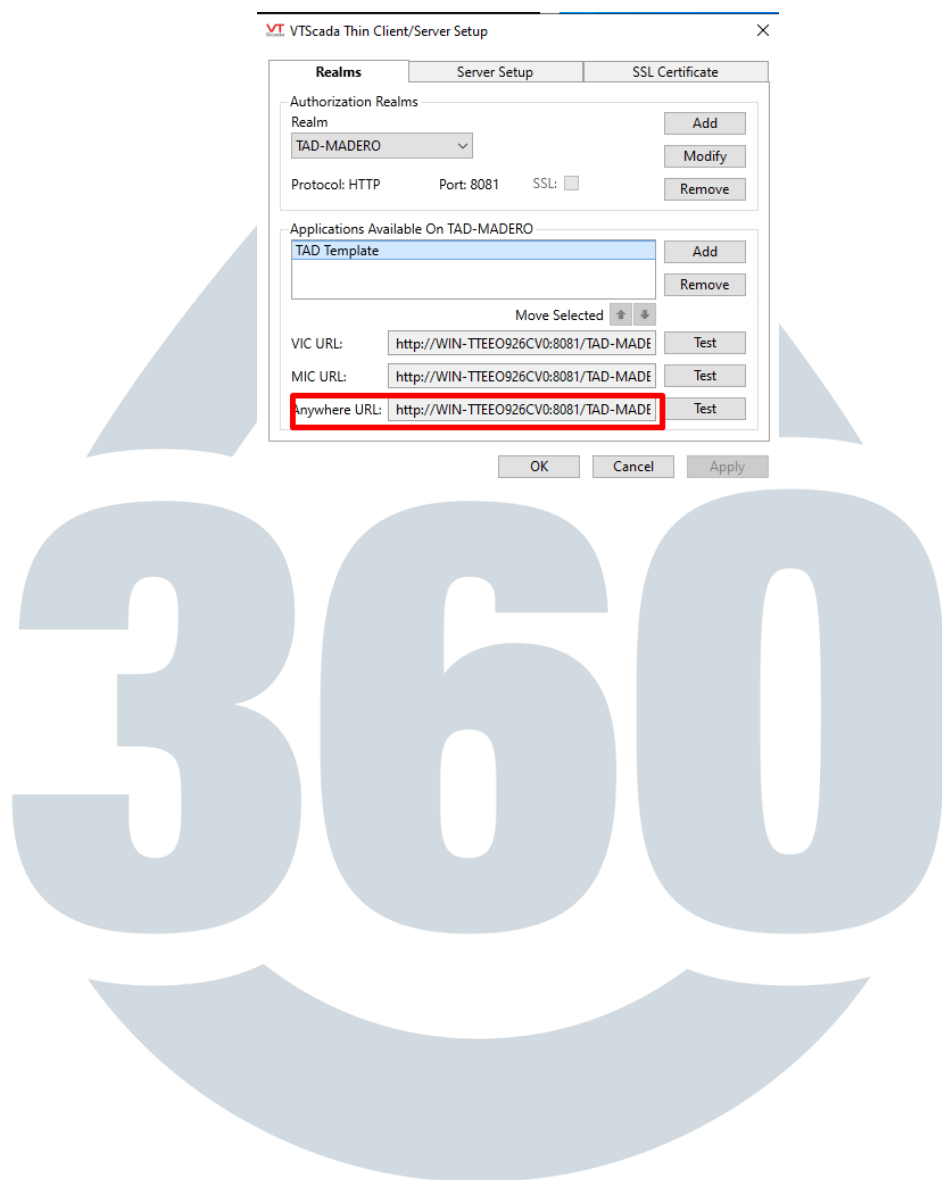 VT Scada VTScada Thin Client/Server Setup
Realms Server Setup SSL Certificate
Authorization Realms
Realm
Add
TAD-MADERO
Modify
Protocol: HTTP Port: 8081 SSL:
Remove
Applications Available On TAD-MADERO
TAD Template
Add
Remove
Move Selected
VIC URL: http://WIN-TTEEO926CV0:8081/TAD-MADE Test
MIC URL: http://WIN-TTEEO926CV0:8081/TAD-MADE Test
Anywhere URL: http://WIN-TTEEO926CV0:8081/TAD-MADE Test
OK Cancel Apply
360